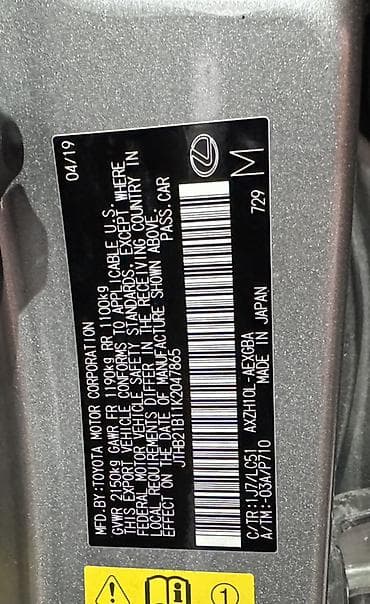 04/19
MFD.BY:TOYOTA MOTOR CORPORATION
GVWR 2150kg GAWR FR 1190kg RR 1100kg
THIS EXPORT VEHICLE CONFORMS TO APPLICABLE U.S.
FEDERAL MOTOR VEHICLE SAFETY STANDARDS, EXCEPT WHERE
LOCAL REQUIREMENTS DIFFER IN THE RECEIVING COUNTRY IN
EFFECT ON THE DATE OF MANUFACTURE SHOWN ABOVE.
JTHB21B11K2047865 PASS.CAR
C/TR:1J7/LC51 AXZH10L-AEXGBA 729 M
A/TM:-03A/P710 MADE IN JAPAN
1